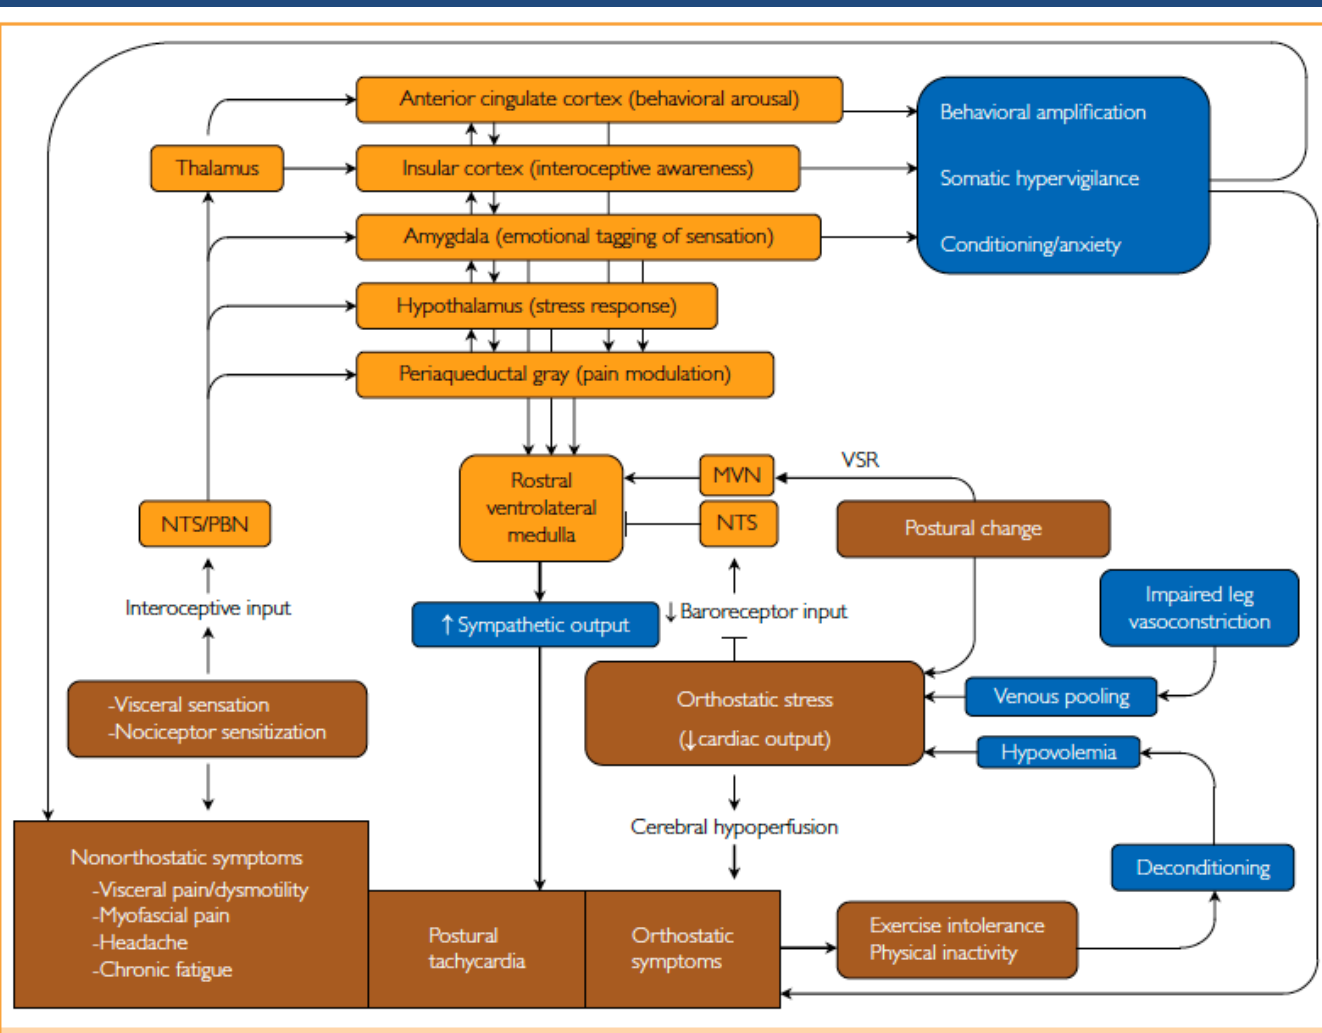 Anterior cingulate cortex (behavioral arousal)
Behavioral amplification
Thalamus
Insular cortex (interoceptive awareness)
Somatic hypervigilance
Amygdala (emotional tagging of sensation)
Conditioning/anxiety
Hypothalamus (stress response)
Periaqueductal gray (pain modulation)
Rostral
ventrolateral
medulla
MVN
VSR
NTS
Postural change
NTS/PBN
Interoceptive input
↑ Sympathetic output
↓ Baroreceptor input
Impaired leg
vasoconstriction
-Visceral sensation
-Nociceptor sensitization
Orthostatic stress
(↓cardiac output)
Venous pooling
Hypovolemia
Cerebral hypoperfusion
Deconditioning
Nonorthostatic symptoms
-Visceral pain/dysmotility
-Myofascial pain
-Headache
-Chronic fatigue
Postural
tachycardia
Orthostatic
symptoms
Exercise intolerance
Physical inactivity